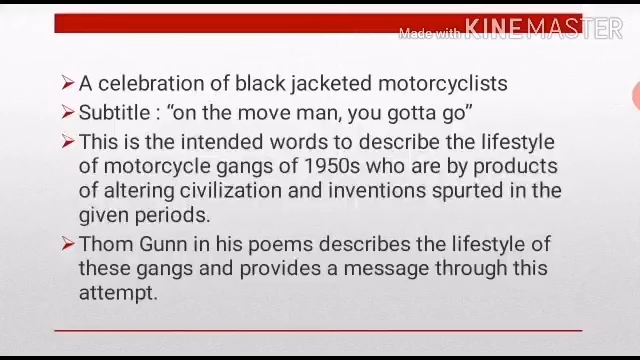 Made with KINEMASTER
➤A celebration of black jacketed motorcyclists
➤Subtitle : “on the move man, you gotta go”
➤This is the intended words to describe the lifestyle
of motorcycle gangs of 1950s who are by products
of altering civilization and inventions spurted in the
given periods.
➤Thom Gunn in his poems describes the lifestyle of
these gangs and provides a message through this
attempt.